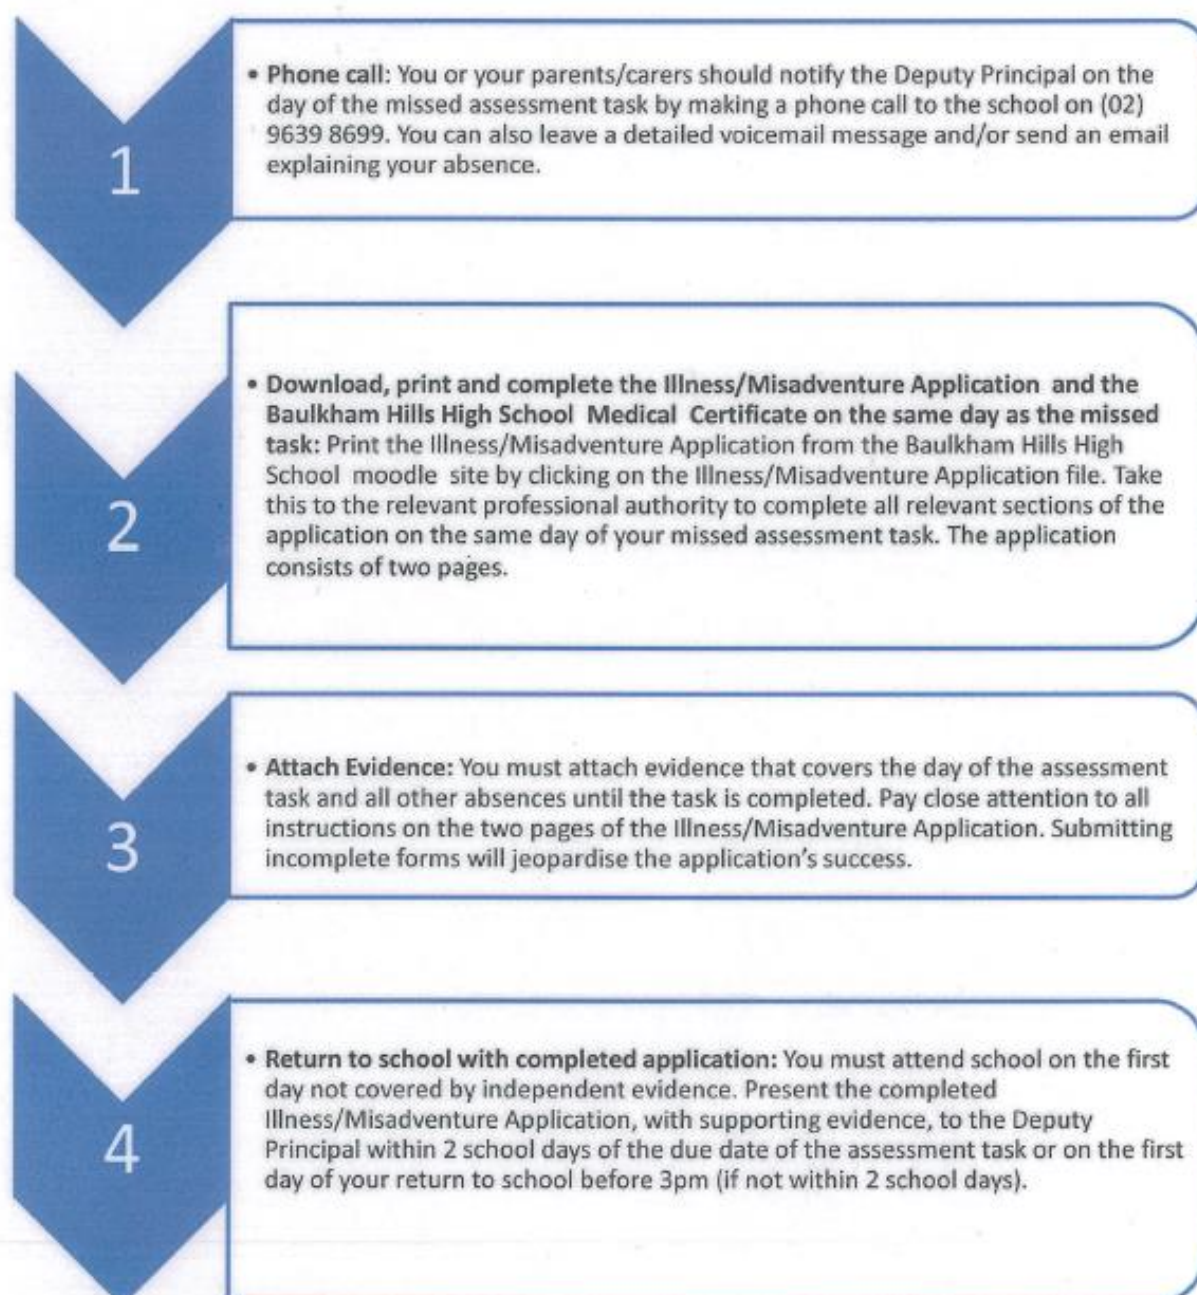 1
• Phone call: You or your parents/carers should notify the Deputy Principal on the
day of the missed assessment task by making a phone call to the school on (02)
9639 8699. You can also leave a detailed voicemail message and/or send an email
explaining your absence.
2
• Download, print and complete the Illness/Misadventure Application and the
Baulkham Hills High School Medical Certificate on the same day as the missed
task: Print the Illness/Misadventure Application from the Baulkham Hills High
School moodle site by clicking on the Illness/Misadventure Application file. Take
this to the relevant professional authority to complete all relevant sections of the
application on the same day of your missed assessment task. The application
consists of two pages.
3
• Attach Evidence: You must attach evidence that covers the day of the assessment
task and all other absences until the task is completed. Pay close attention to all
instructions on the two pages of the Illness/Misadventure Application. Submitting
incomplete forms will jeopardise the application's success.
4
• Return to school with completed application: You must attend school on the first
day not covered by independent evidence. Present the completed
Illness/Misadventure Application, with supporting evidence, to the Deputy
Principal within 2 school days of the due date of the assessment task or on the first
day of your return to school before 3pm (if not within 2 school days).